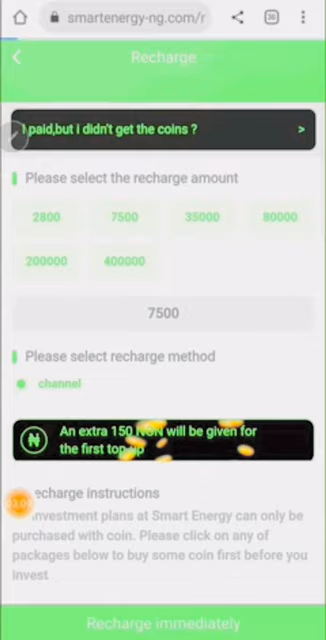 smartenergy-ng.com/r
Recharge
I paid,but i didn't get the coins ? >
Please select the recharge amount
2800 7500 35000 80000
200000 400000
7500
Please select recharge method
channel
An extra 150 NGN will be given for
the first top up
echarge instructions
nvestment plans at Smart Energy can only be
purchased with coin. Please click on any of
packages below to buy some coin first before you
invest
Recharge immediately